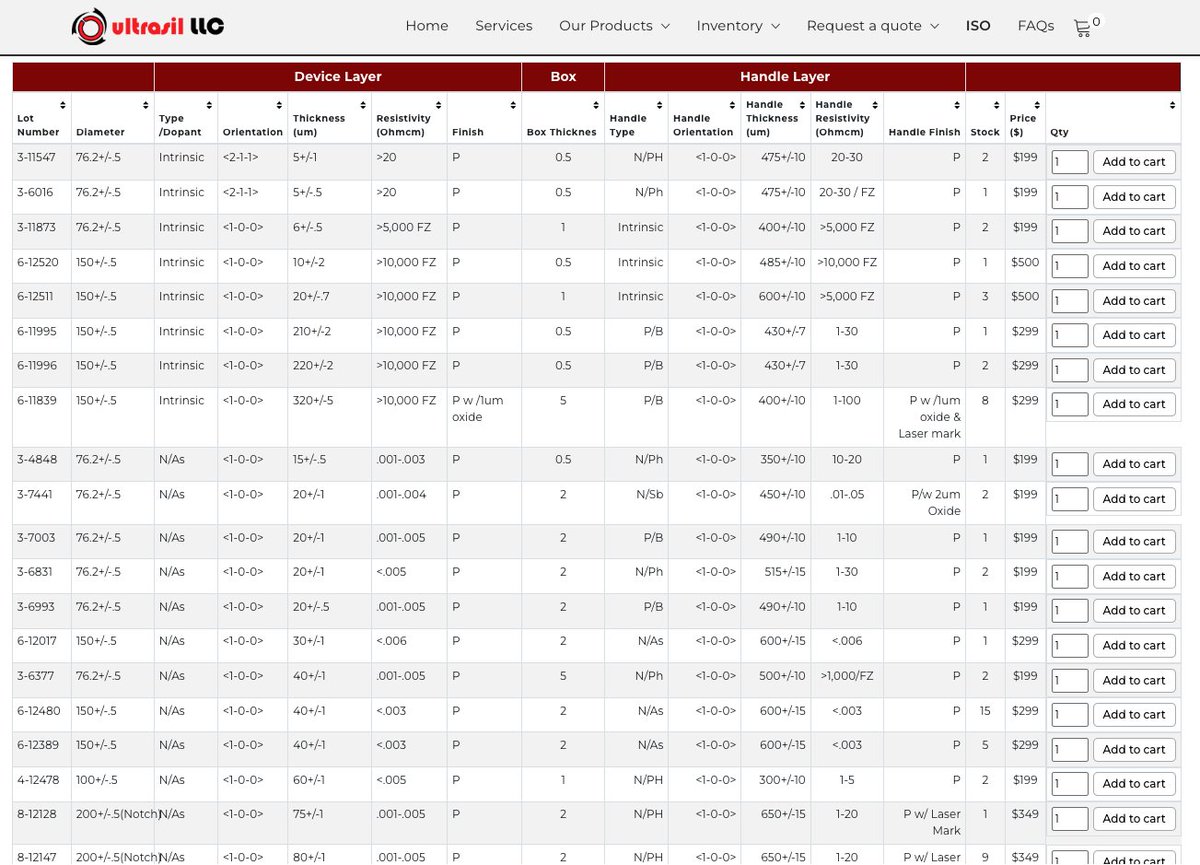 ultrasil LLC Home Services Our Products Inventory Request a quote ISO FAQs 0
Device Layer Box Handle Layer
Lot Number Diameter Type /Dopant Orientation Thickness (um) Resistivity (Ohmcm) Finish Box Thicknes Handle Type Handle Orientation Handle Thickness (um) Handle Resistivity (Ohmcm) Handle Finish Stock Price ($) Qty
3-11547 76.2+/-.5 Intrinsic <2-1-1> 5+/-1 >20 P 0.5 N/PH <1-0-0> 475+/-10 20-30 P 2 $199 1 Add to cart
3-6016 76.2+/-.5 Intrinsic <2-1-1> 5+/-.5 >20 P 0.5 N/Ph <1-0-0> 475+/-10 20-30 / FZ P 1 $199 1 Add to cart
3-11873 76.2+/-.5 Intrinsic <1-0-0> 6+/-.5 >5,000 FZ P 1 Intrinsic <1-0-0> 400+/-10 >5,000 FZ P 2 $199 1 Add to cart
6-12520 150+/-.5 Intrinsic <1-0-0> 10+/-2 >10,000 FZ P 0.5 Intrinsic <1-0-0> 485+/-10 >10,000 FZ P 1 $500 1 Add to cart
6-12511 150+/-.5 Intrinsic <1-0-0> 20+/-.7 >10,000 FZ P 1 Intrinsic <1-0-0> 600+/-10 >5,000 FZ P 3 $500 1 Add to cart
6-11995 150+/-.5 Intrinsic <1-0-0> 210+/-2 >10,000 FZ P 0.5 P/B <1-0-0> 430+/-7 1-30 P 1 $299 1 Add to cart
6-11996 150+/-.5 Intrinsic <1-0-0> 220+/-2 >10,000 FZ P 0.5 P/B <1-0-0> 430+/-7 1-30 P 2 $299 1 Add to cart
6-11839 150+/-.5 Intrinsic <1-0-0> 320+/-5 >10,000 FZ P w /1um oxide 5 P/B <1-0-0> 400+/-10 1-100 P w /1um oxide & Laser mark 8 $299 1 Add to cart
3-4848 76.2+/-.5 N/As <1-0-0> 15+/-.5 .001-.003 P 0.5 N/Ph <1-0-0> 350+/-10 10-20 P 1 $199 1 Add to cart
3-7441 76.2+/-.5 N/As <1-0-0> 20+/-1 .001-.004 P 2 N/Sb <1-0-0> 450+/-10 .01-.05 P/w 2um Oxide 2 $199 1 Add to cart
3-7003 76.2+/-.5 N/As <1-0-0> 20+/-1 .001-.005 P 2 P/B <1-0-0> 490+/-10 1-10 P 1 $199 1 Add to cart
3-6831 76.2+/-.5 N/As <1-0-0> 20+/-1 <.005 P 2 N/Ph <1-0-0> 515+/-15 1-30 P 2 $199 1 Add to cart
3-6993 76.2+/-.5 N/As <1-0-0> 20+/-.5 .001-.005 P 2 P/B <1-0-0> 490+/-10 1-10 P 1 $199 1 Add to cart
6-12017 150+/-.5 N/As <1-0-0> 30+/-1 <.006 P 2 N/As <1-0-0> 600+/-15 <.006 P 1 $299 1 Add to cart
3-6377 76.2+/-.5 N/As <1-0-0> 40+/-1 .001-.005 P 5 N/Ph <1-0-0> 500+/-10 >1,000/FZ P 2 $199 1 Add to cart
6-12480 150+/-.5 N/As <1-0-0> 40+/-1 <.003 P 2 N/As <1-0-0> 600+/-15 <.003 P 15 $299 1 Add to cart
6-12389 150+/-.5 N/As <1-0-0> 40+/-1 <.003 P 2 N/As <1-0-0> 600+/-15 <.003 P 5 $299 1 Add to cart
4-12478 100+/-.5 N/As <1-0-0> 60+/-1 <.005 P 1 N/PH <1-0-0> 300+/-10 1-5 P 2 $199 1 Add to cart
8-12128 200+/-.5(Notch) N/As <1-0-0> 75+/-1 .001-.005 P 2 N/PH <1-0-0> 650+/-15 1-20 P w/ Laser Mark 1 $349 1 Add to cart
8-12147 200+/-.5(Notch) N/As <1-0-0> 80+/-1 .001-.005 P 2 N/PH <1-0-0> 650+/-15 1-20 P w/ Laser 9 $349 1 Add to cart